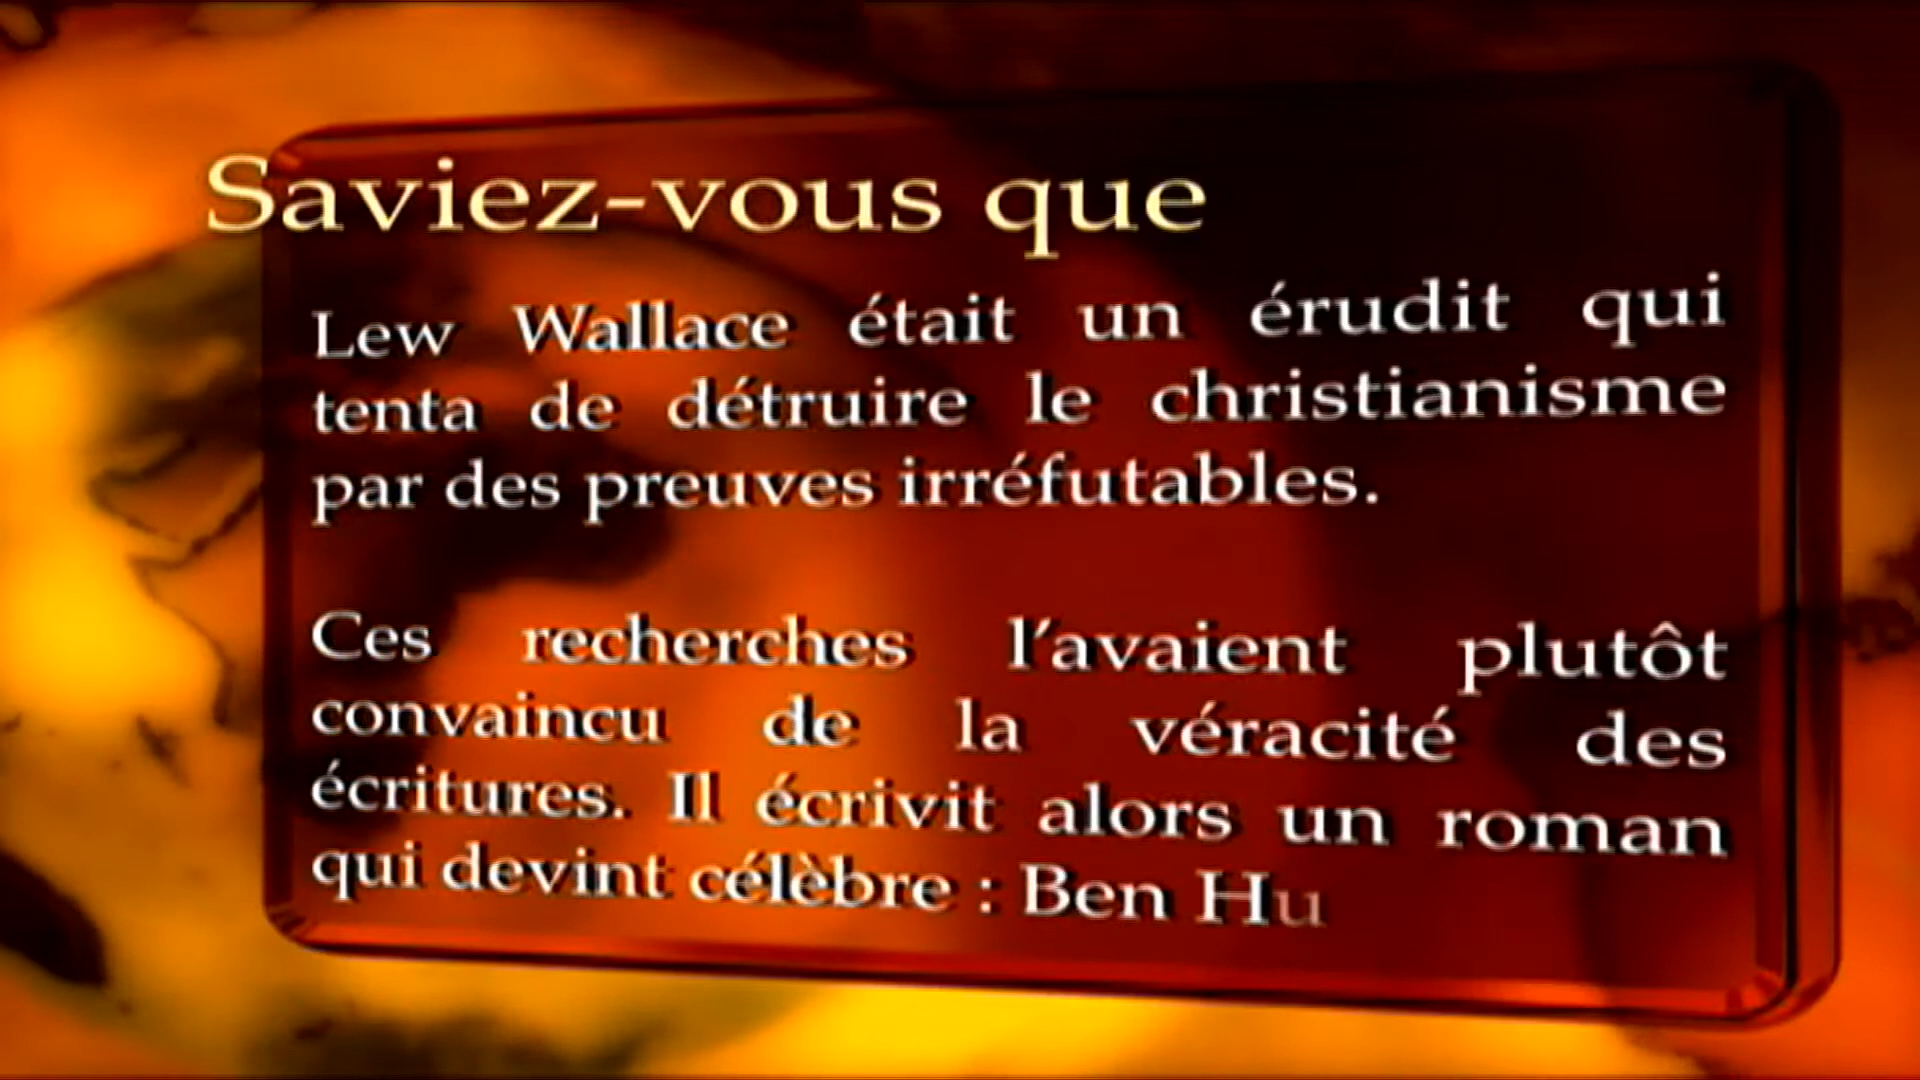 Saviez-vous que
Lew Wallace était un érudit qui
tenta de détruire le christianisme
par des preuves irréfutables.
Ces recherches l’avaient plutôt
convaincu de la véracité des
écritures. Il écrivit alors un roman
qui devint célèbre : Ben Hu